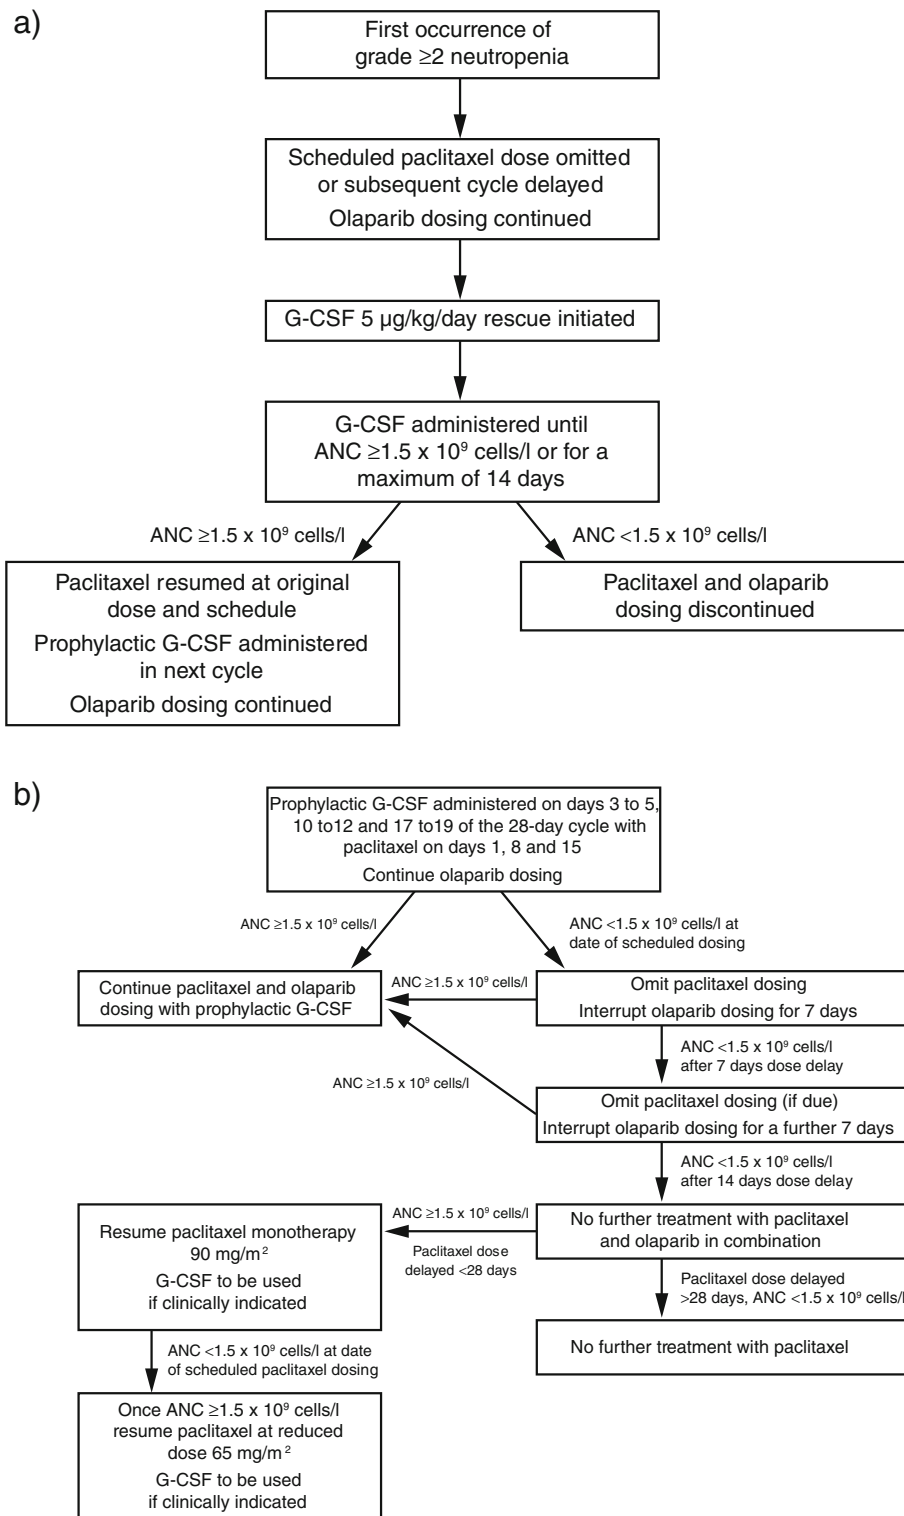 a)
First occurrence of
grade ≥2 neutropenia
Scheduled paclitaxel dose omitted
or subsequent cycle delayed
Olaparib dosing continued
G-CSF 5 µg/kg/day rescue initiated
G-CSF administered until
ANC ≥1.5 x 10⁹ cells/l or for a
maximum of 14 days
ANC ≥1.5 x 10⁹ cells/l
ANC <1.5 x 10⁹ cells/l
Paclitaxel resumed at original
dose and schedule
Prophylactic G-CSF administered
in next cycle
Olaparib dosing continued
Paclitaxel and olaparib
dosing discontinued
b)
Prophylactic G-CSF administered on days 3 to 5,
10 to12 and 17 to19 of the 28-day cycle with
paclitaxel on days 1, 8 and 15
Continue olaparib dosing
ANC ≥1.5 x 10⁹ cells/l
ANC <1.5 x 10⁹ cells/l at
date of scheduled dosing
Continue paclitaxel and olaparib
dosing with prophylactic G-CSF
ANC ≥1.5 x 10⁹ cells/l
Omit paclitaxel dosing
Interrupt olaparib dosing for 7 days
ANC <1.5 x 10⁹ cells/l
after 7 days dose delay
ANC ≥1.5 x 10⁹ cells/l
Omit paclitaxel dosing (if due)
Interrupt olaparib dosing for a further 7 days
ANC <1.5 x 10⁹ cells/l
after 14 days dose delay
Resume paclitaxel monotherapy
90 mg/m²
G-CSF to be used
if clinically indicated
ANC ≥1.5 x 10⁹ cells/l
Paclitaxel dose
delayed <28 days
No further treatment with paclitaxel
and olaparib in combination
Paclitaxel dose delayed
>28 days, ANC <1.5 x 10⁹ cells/l
No further treatment with paclitaxel
ANC <1.5 x 10⁹ cells/l at date
of scheduled paclitaxel dosing
Once ANC ≥1.5 x 10⁹ cells/l
resume paclitaxel at reduced
dose 65 mg/m²
G-CSF to be used
if clinically indicated